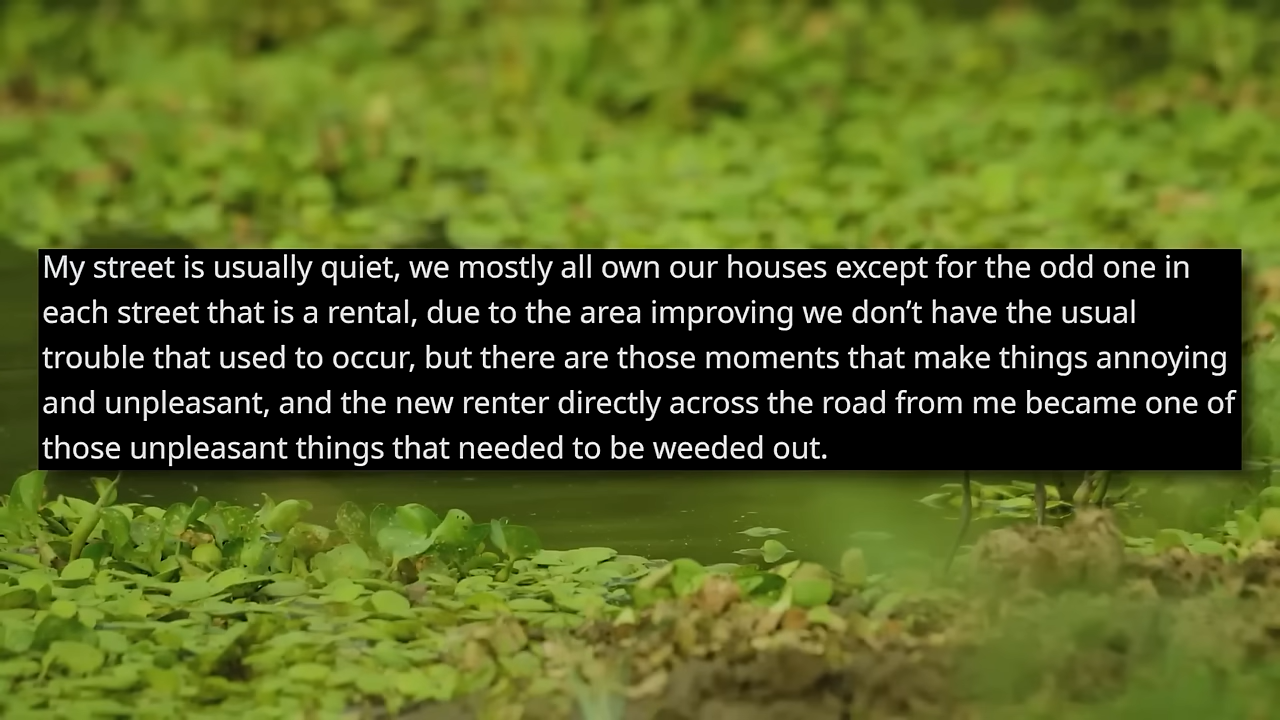 My street is usually quiet, we mostly all own our houses except for the odd one in
each street that is a rental, due to the area improving we don’t have the usual
trouble that used to occur, but there are those moments that make things annoying
and unpleasant, and the new renter directly across the road from me became one of
those unpleasant things that needed to be weeded out.